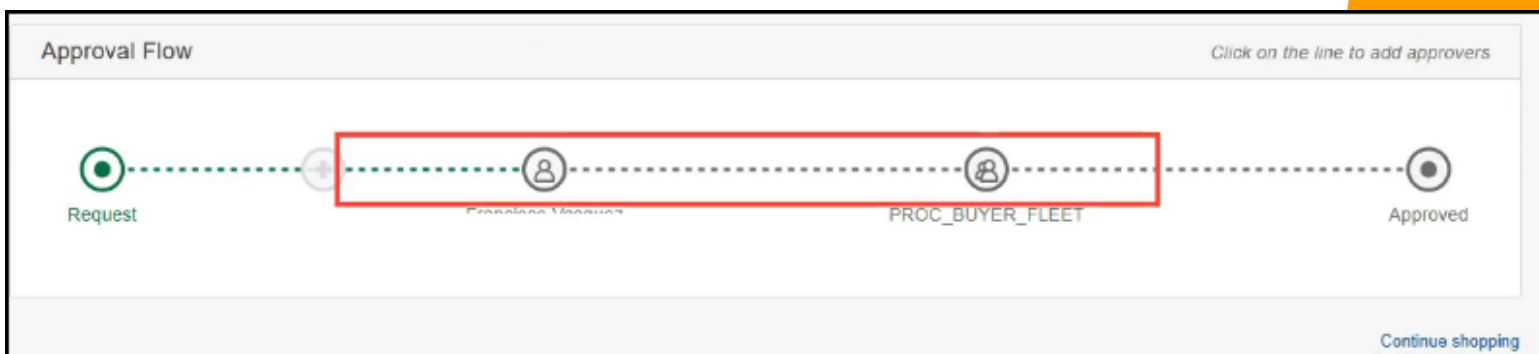 Approval Flow
Click on the line to add approvers
Request
PROC_BUYER_FLEET
Approved
Continue shopping